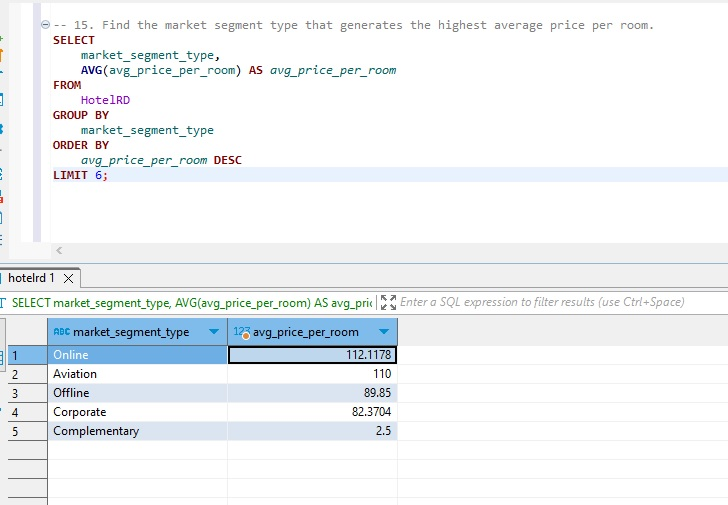 -- 15. Find the market segment type that generates the highest average price per room.
SELECT
market_segment_type,
AVG(avg_price_per_room) AS avg_price_per_room
FROM
HotelRD
GROUP BY
market_segment_type
ORDER BY
avg_price_per_room DESC
LIMIT 6;
hotelrd 1
SELECT market_segment_type, AVG(avg_price_per_room) AS avg_pric Enter a SQL expression to filter results (use Ctrl+Space)
ABC market_segment_type 123 avg_price_per_room
1 Online 112.1178
2 Aviation 110
3 Offline 89.85
4 Corporate 82.3704
5 Complementary 2.5